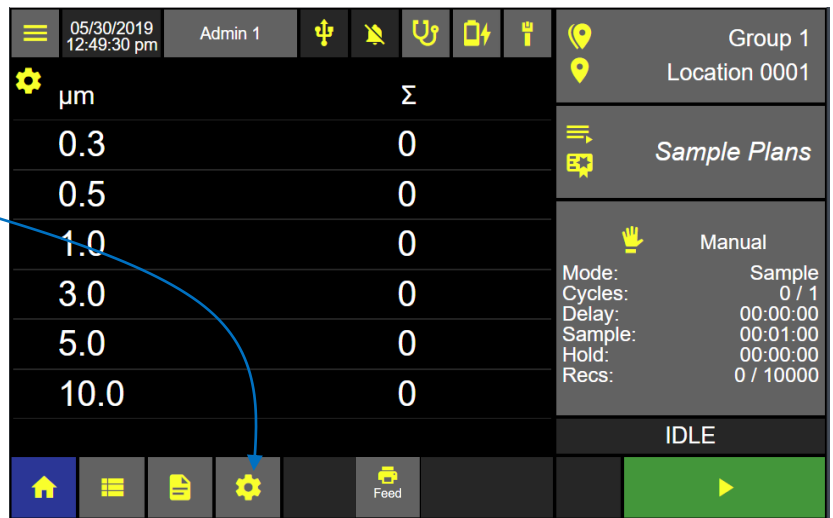 05/30/2019
12:49:30 pm
Admin 1
Group 1
Location 0001
µm Σ
0.3 0
0.5 0
1.0 0
3.0 0
5.0 0
10.0 0
Sample Plans
Manual
Mode: Sample
Cycles: 0 / 1
Delay: 00:00:00
Sample: 00:01:00
Hold: 00:00:00
Recs: 0 / 10000
IDLE
Feed